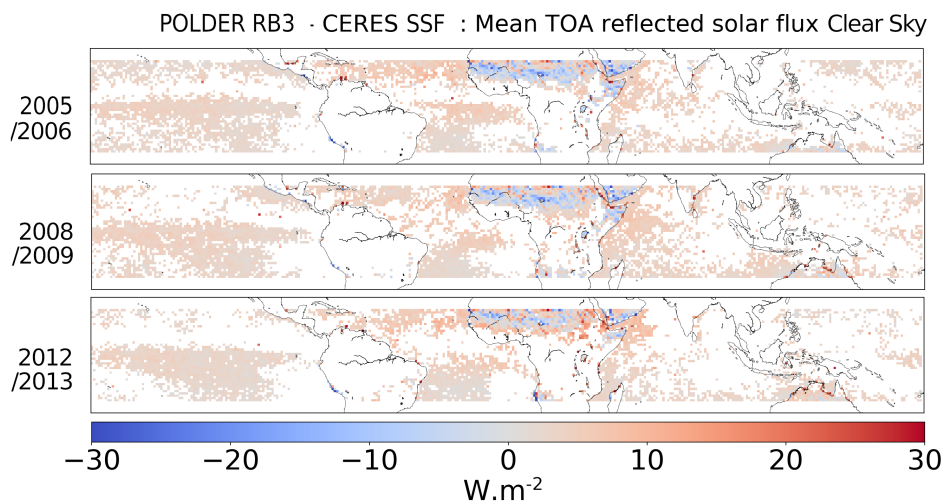 POLDER RB3 - CERES SSF : Mean TOA reflected solar flux Clear Sky
2005
/2006
2008
/2009
2012
/2013
−30 −20 −10 0 10 20 30
W.m-2